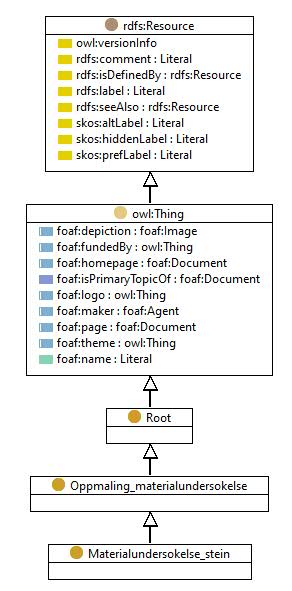 rdfs:Resource
owl:versionInfo
rdfs:comment : Literal
rdfs:isDefinedBy : rdfs:Resource
rdfs:label : Literal
rdfs:seeAlso : rdfs:Resource
skos:altLabel : Literal
skos:hiddenLabel : Literal
skos:prefLabel : Literal
owl:Thing
foaf:depiction : foaf:Image
foaf:fundedBy : owl:Thing
foaf:homepage : foaf:Document
foaf:isPrimaryTopicOf : foaf:Document
foaf:logo : owl:Thing
foaf:maker : foaf:Agent
foaf:page : foaf:Document
foaf:theme : owl:Thing
foaf:name : Literal
Root
Oppmaling_materialundersokelse
Materialundersokelse_stein